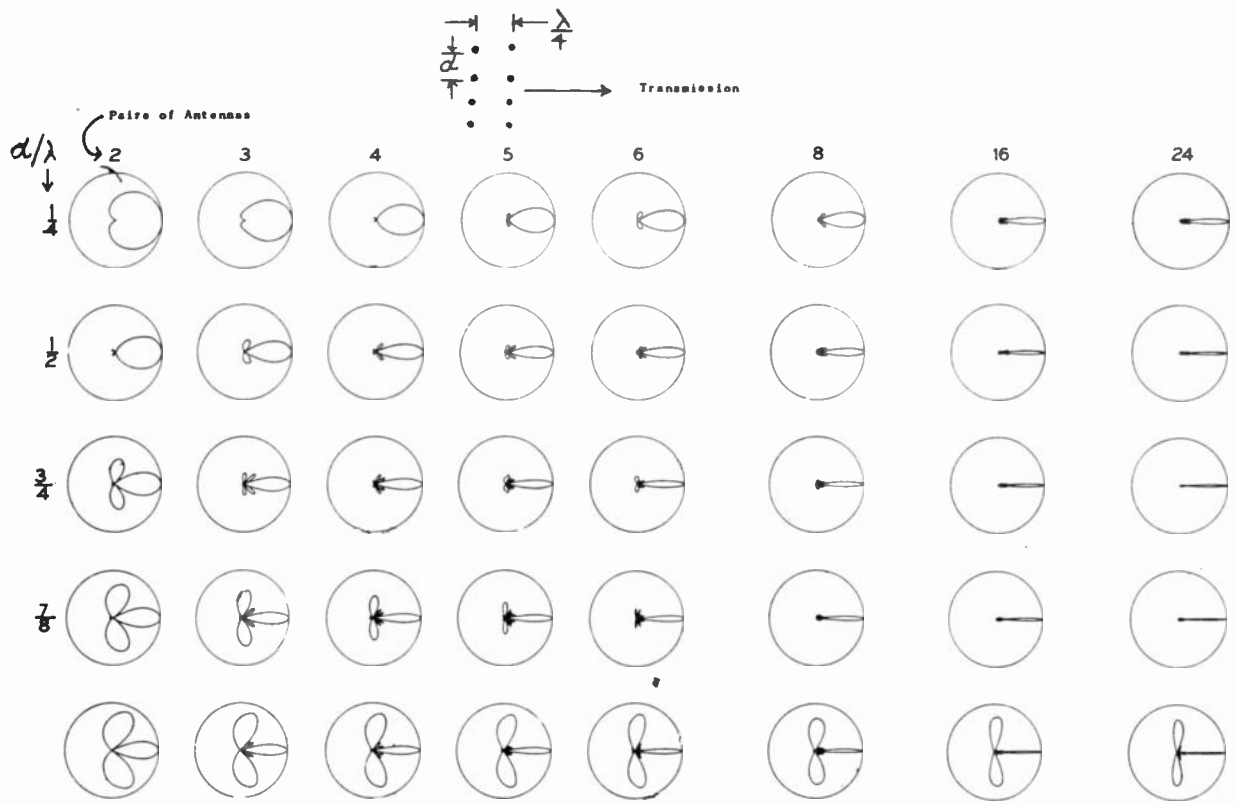 λ/4
d
Transmission
Pairs of Antennas
d/λ
2 3 4 5 6 8 16 24
1/4
1/2
3/4
7/8